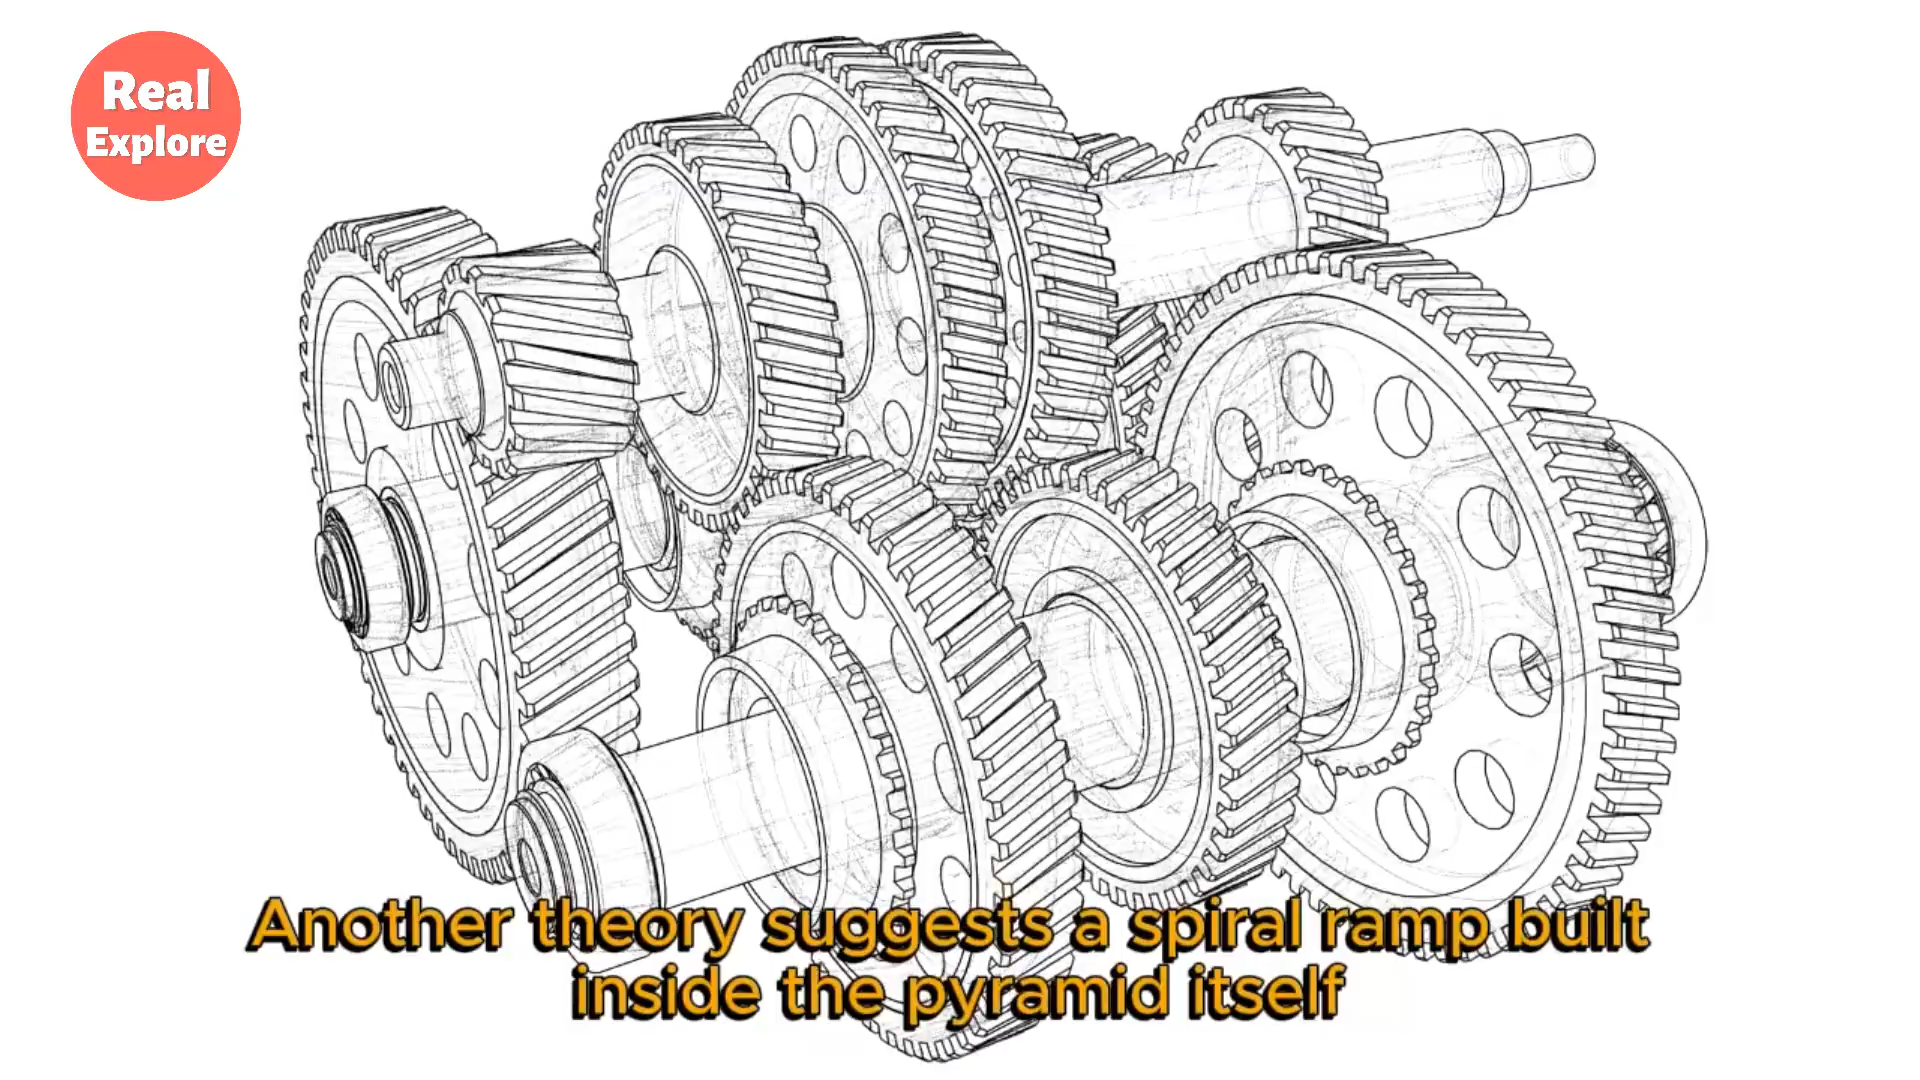 Real
Explore
Another theory suggests a spiral ramp built
inside the pyramid itself